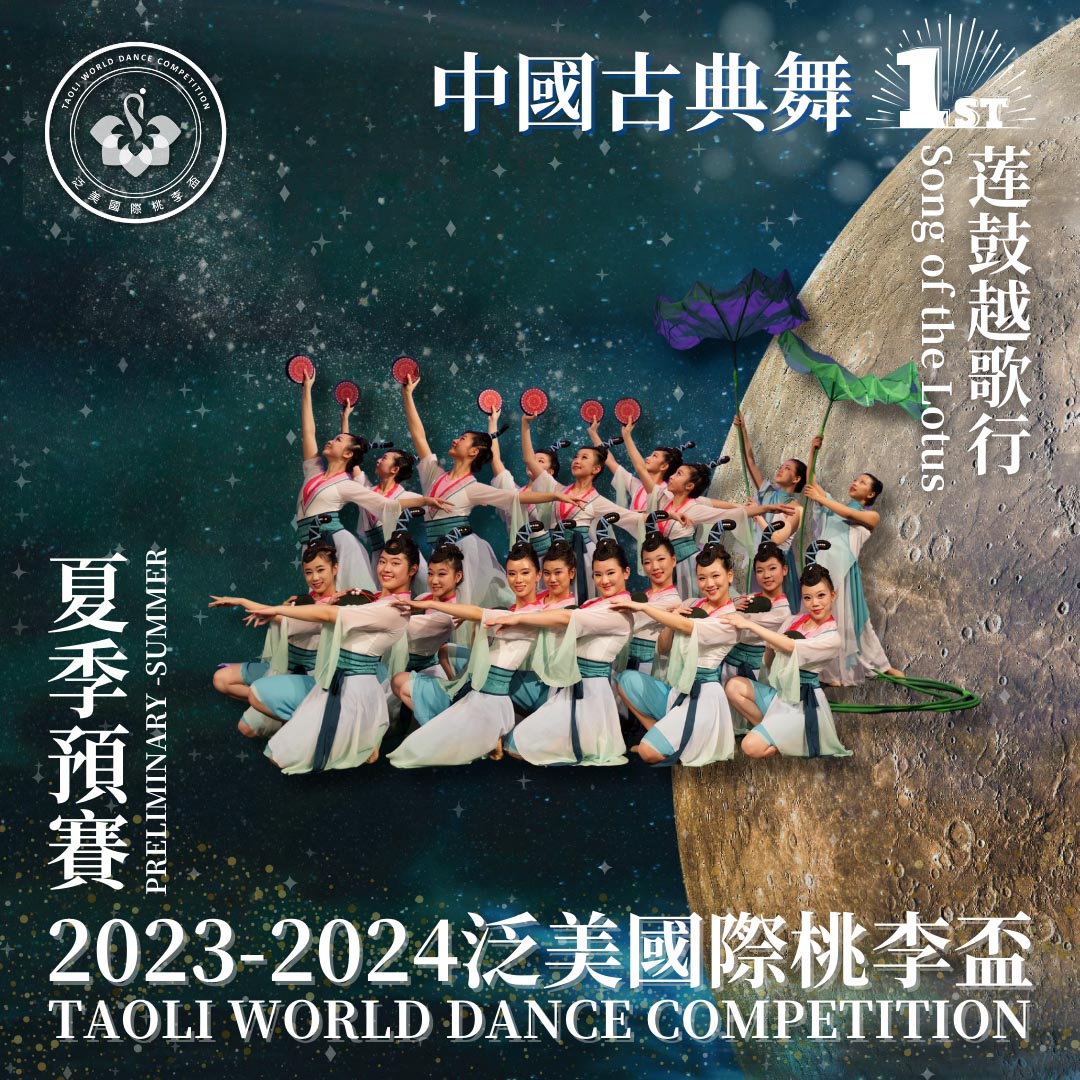 TAOLI WORLD DANCE COMPETITION
泛美國際桃李盃
中國古典舞
1ST
莲鼓越歌行
Song of the Lotus
夏季預賽
PRELIMINARY -SUMMER
2023-2024泛美國際桃李盃
TAOLI WORLD DANCE COMPETITION